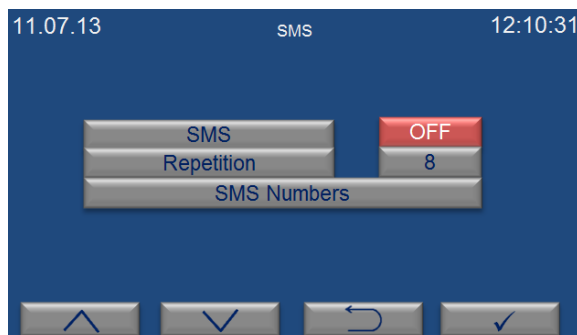 11.07.13 SMS 12:10:31
SMS OFF
Repetition 8
SMS Numbers